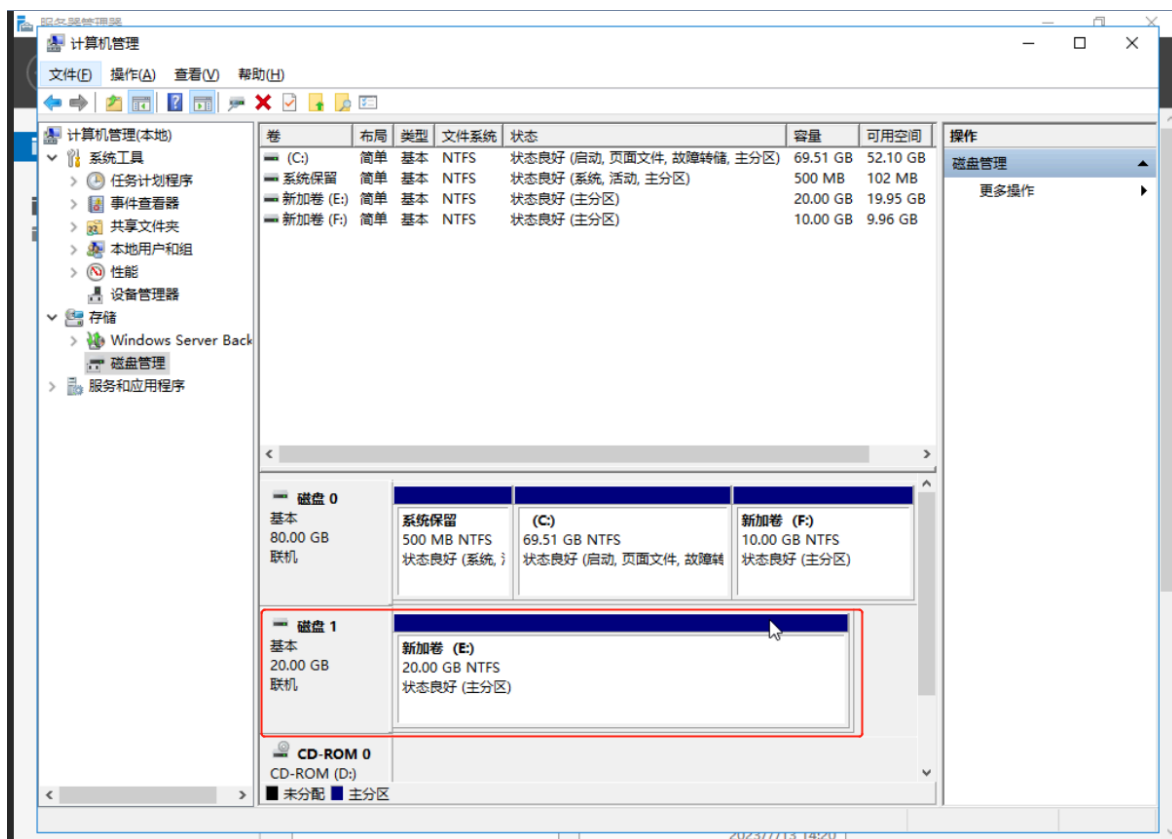 服务器管理器
计算机管理
文件(F) 操作(A) 查看(V) 帮助(H)
计算机管理(本地)
系统工具
任务计划程序
事件查看器
共享文件夹
本地用户和组
性能
设备管理器
存储
Windows Server Back
磁盘管理
服务和应用程序
卷 布局 类型 文件系统 状态 容量 可用空间
(C:) 简单 基本 NTFS 状态良好 (启动, 页面文件, 故障转储, 主分区) 69.51 GB 52.10 GB
系统保留 简单 基本 NTFS 状态良好 (系统, 活动, 主分区) 500 MB 102 MB
新加卷 (E:) 简单 基本 NTFS 状态良好 (主分区) 20.00 GB 19.95 GB
新加卷 (F:) 简单 基本 NTFS 状态良好 (主分区) 10.00 GB 9.96 GB
磁盘 0
基本
80.00 GB
联机
系统保留
500 MB NTFS
状态良好 (系统,
(C:)
69.51 GB NTFS
状态良好 (启动, 页面文件, 故障转
新加卷 (F:)
10.00 GB NTFS
状态良好 (主分区)
磁盘 1
基本
20.00 GB
联机
新加卷 (E:)
20.00 GB NTFS
状态良好 (主分区)
CD-ROM 0
CD-ROM (D:)
未分配 主分区
操作
磁盘管理
更多操作
2023/7/13 14:20